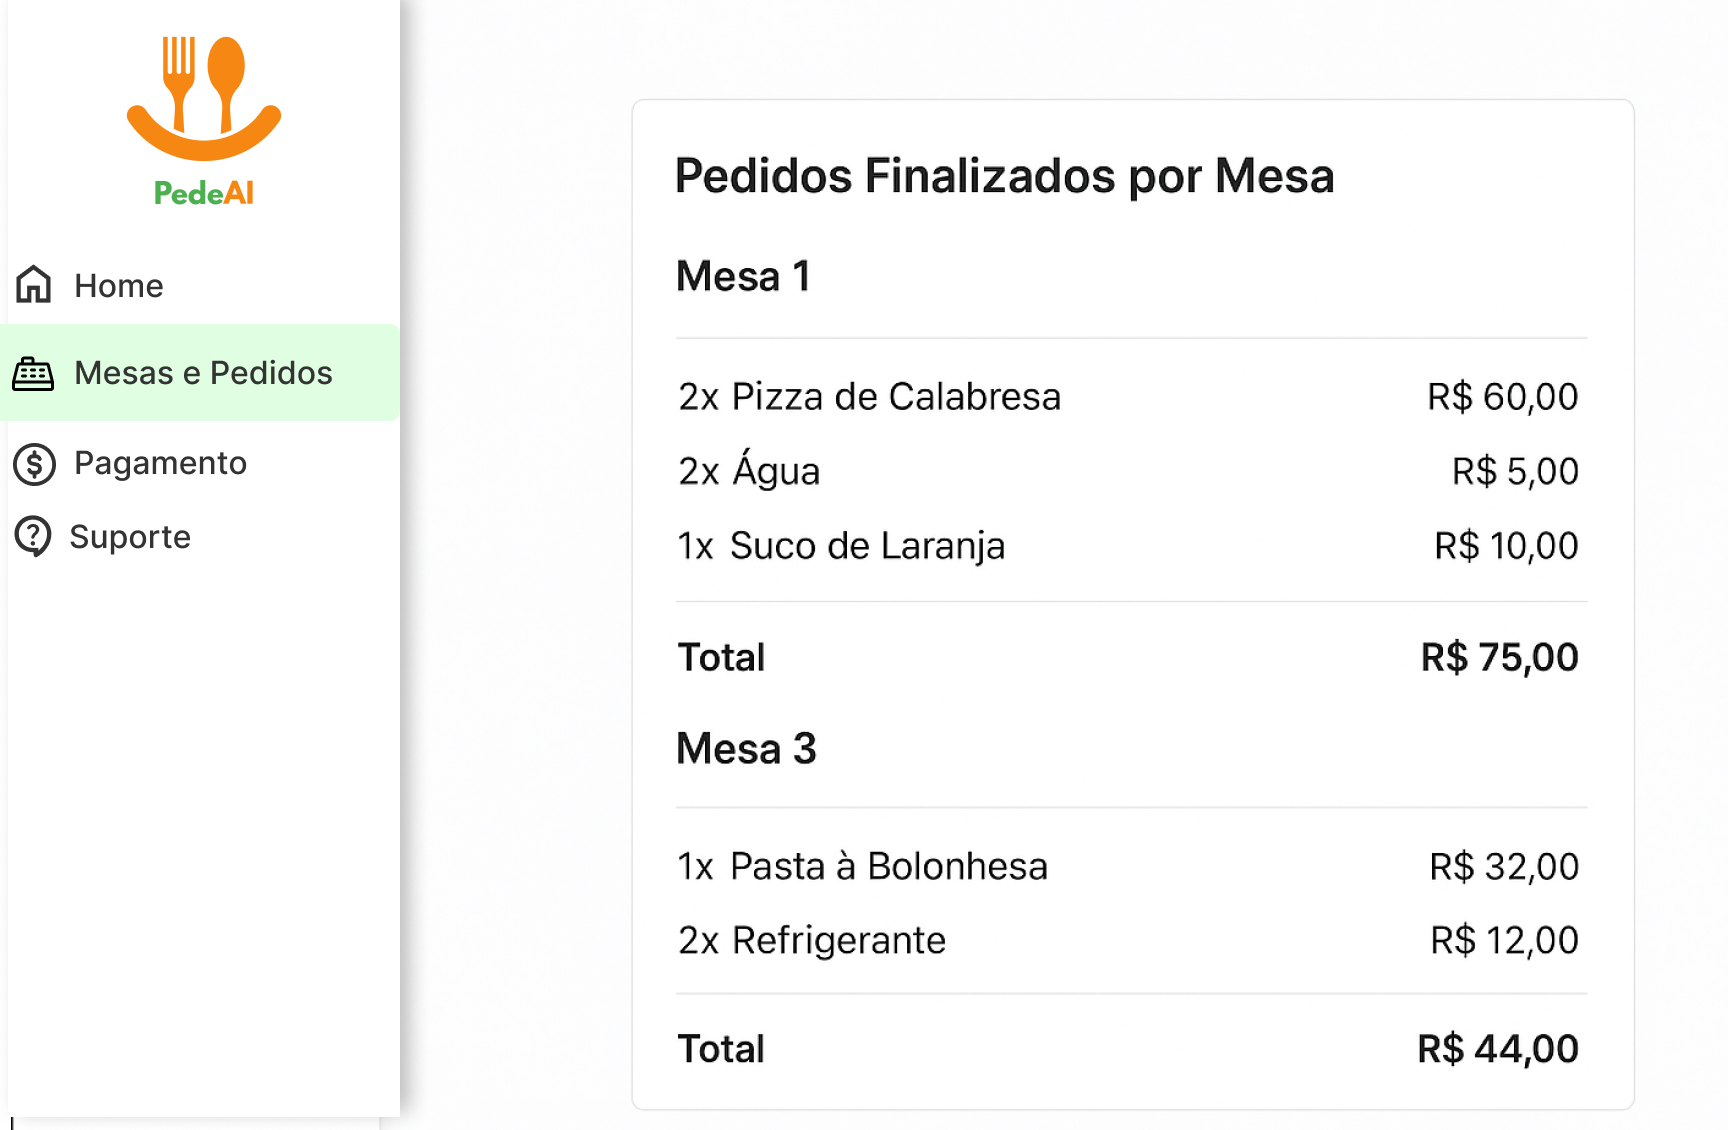 PedeAI
Home
Mesas e Pedidos
Pagamento
Suporte
Pedidos Finalizados por Mesa
Mesa 1
2x Pizza de Calabresa R$ 60,00
2x Água R$ 5,00
1x Suco de Laranja R$ 10,00
Total R$ 75,00
Mesa 3
1x Pasta à Bolonhesa R$ 32,00
2x Refrigerante R$ 12,00
Total R$ 44,00